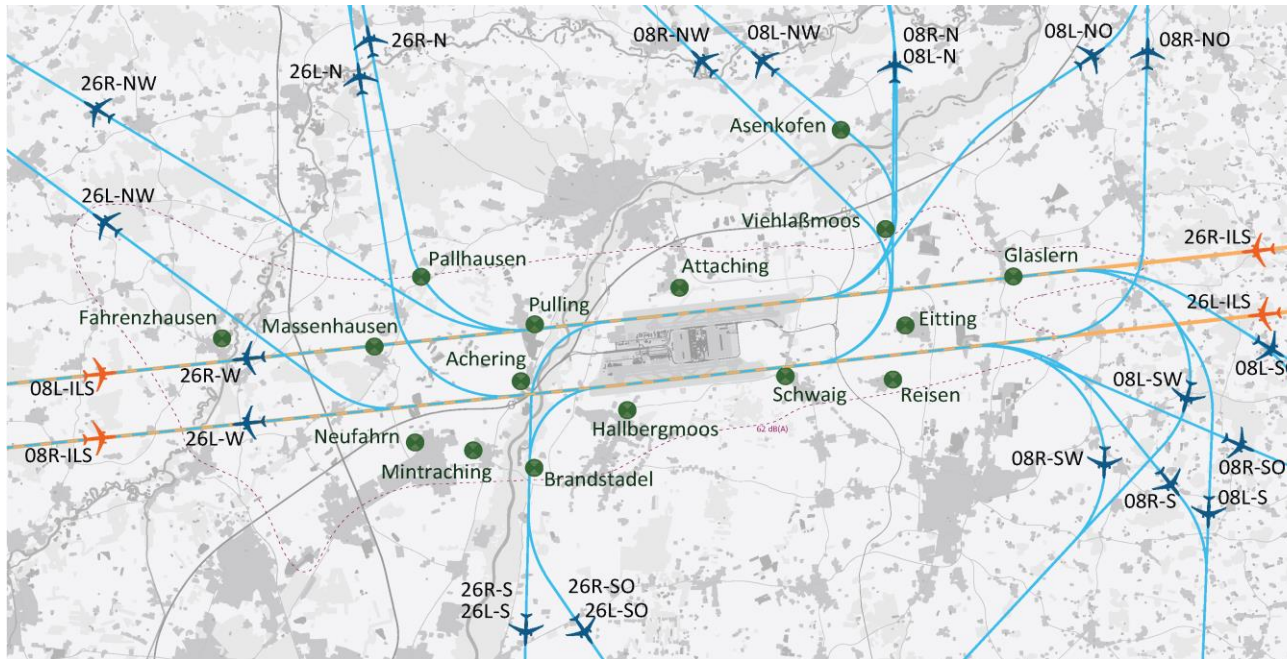 26R-N
08R-NW
08L-NW
08R-N
08L-N
08L-NO
08R-NO
26L-N
26R-NW
Asenkofen
26L-NW
Viehlaßmoos
26R-ILS
Pallhausen
Attaching
Glaslern
26L-ILS
Pulling
Fahrenzhausen
Massenhausen
Eitting
Achering
08L-ILS
26R-W
08L-SO
08L-SW
Schwaig
Reisen
Hallbergmoos
62 dB(A)
26L-W
Neufahrn
08R-ILS
Mintraching
Brandstadel
08R-SW
08R-SO
08R-S
08L-S
26R-S
26L-S
26R-SO
26L-SO